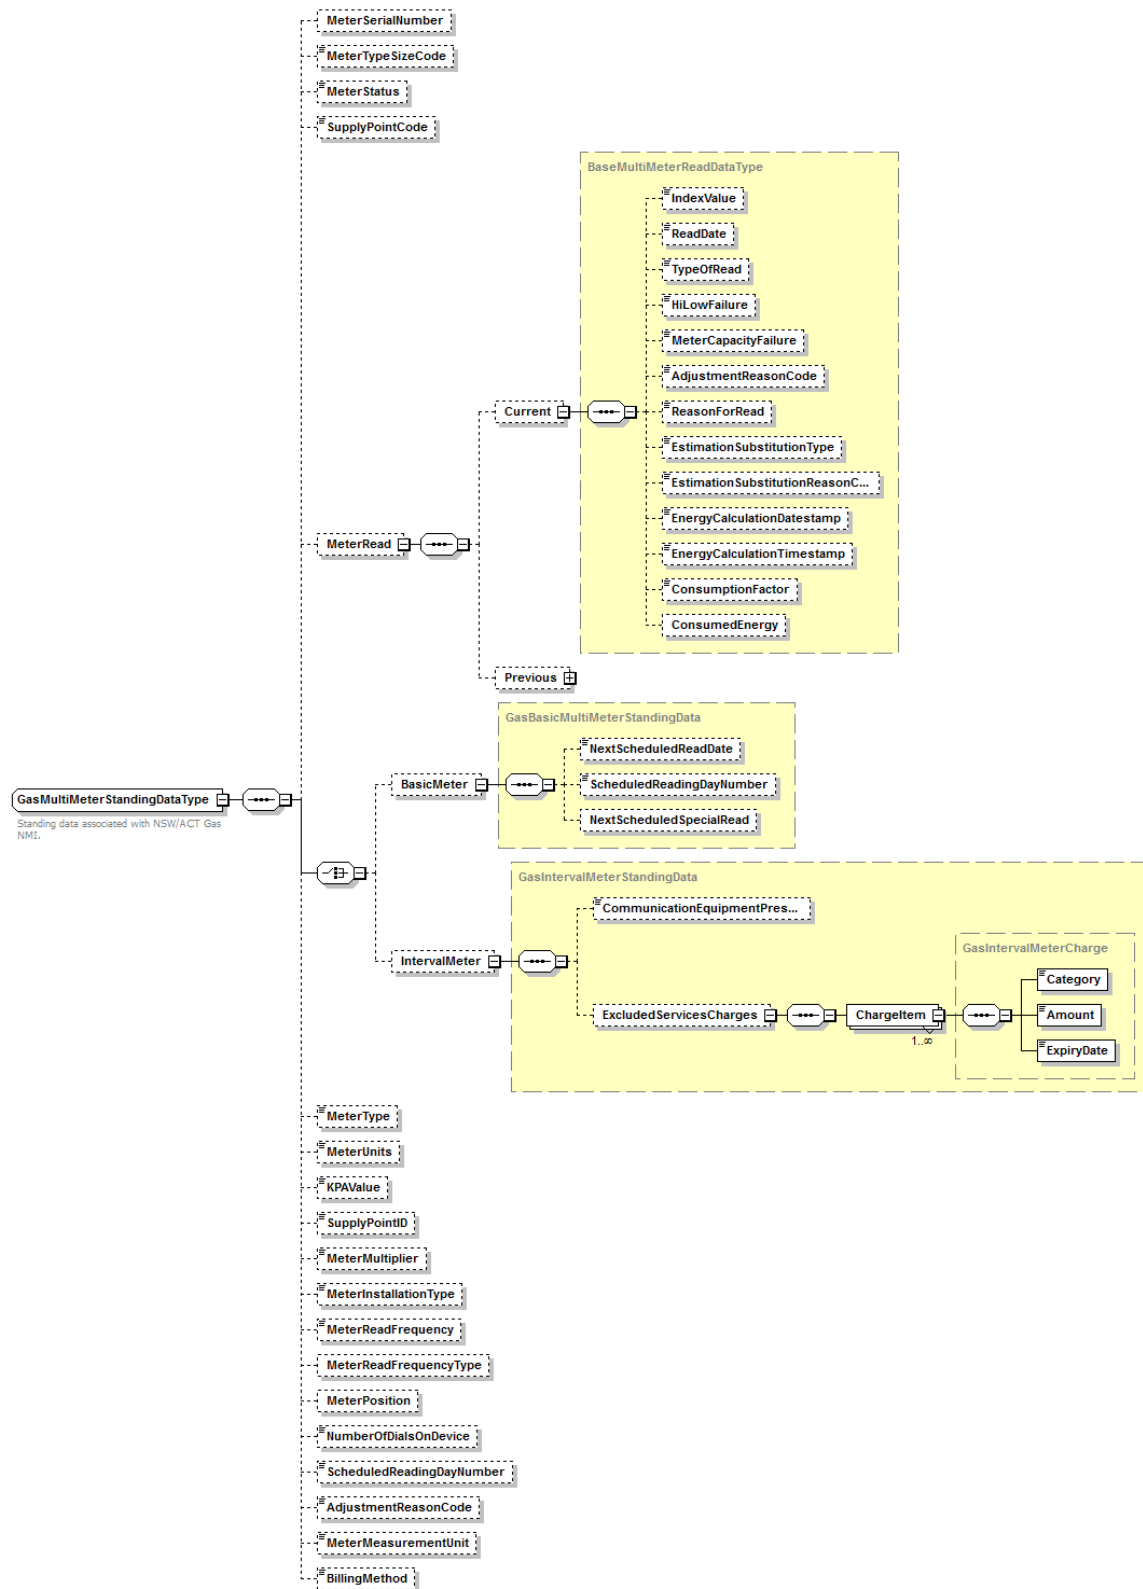 MeterSerialNumber
MeterTypeSizeCode
MeterStatus
SupplyPointCode
BaseMultiMeterReadDataType
IndexValue
ReadDate
TypeOfRead
HiLowFailure
MeterCapacityFailure
AdjustmentReasonCode
Current
ReasonForRead
EstimationSubstitutionType
EstimationSubstitutionReasonC...
EnergyCalculationDatestamp
MeterRead
EnergyCalculationTimestamp
ConsumptionFactor
ConsumedEnergy
Previous
GasBasicMultiMeterStandingData
NextScheduledReadDate
BasicMeter
ScheduledReadingDayNumber
GasMultiMeterStandingDataType
Standing data associated with NSW/ACT Gas
NMI.
NextScheduledSpecialRead
GasIntervalMeterStandingData
CommunicationEquipmentPres...
GasIntervalMeterCharge
IntervalMeter
Category
ExcludedServicesCharges
ChargeItem
1..∞
Amount
ExpiryDate
MeterType
MeterUnits
KPAValue
SupplyPointID
MeterMultiplier
MeterInstallationType
MeterReadFrequency
MeterReadFrequencyType
MeterPosition
NumberOfDialsOnDevice
ScheduledReadingDayNumber
AdjustmentReasonCode
MeterMeasurementUnit
BillingMethod